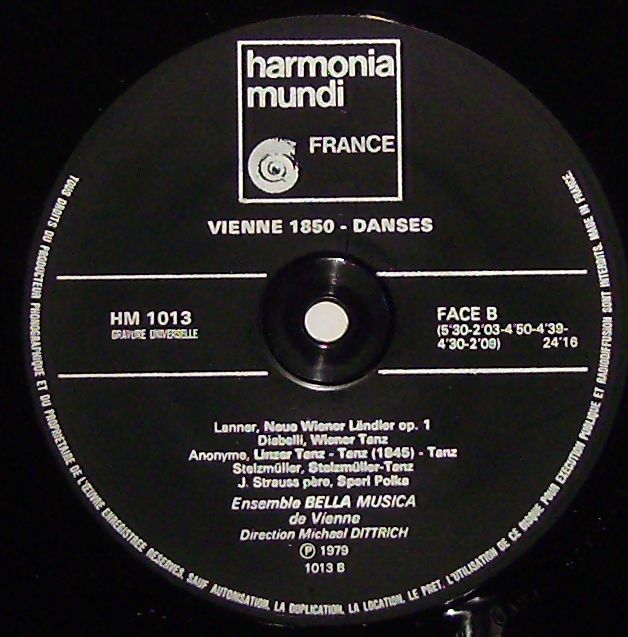 harmonia
mundi
FRANCE
VIENNE 1850 - DANSES
HM 1013
GRAVURE UNIVERSELLE
FACE B
(5'30-2'03-4'50-4'39-
4'30-2'09) 24'16
Lanner, Neue Wiener Ländler op. 1
Diabelli, Wiener Tanz
Anonyme, Linzer Tanz - Tanz (1845) - Tanz
Stelzmüller, Stelzmüller-Tanz
J. Strauss père, Sperl Polka
Ensemble BELLA MUSICA
de Vienne
Direction Michael DITTRICH
Ⓟ 1979
1013 B
TOUS DROITS DU PRODUCTEUR PHONOGRAPHIQUE ET DU PROPRIETAIRE DE L'ŒUVRE ENREGISTREE RESERVES. SAUF AUTORISATION, LA DUPLICATION, LA LOCATION, LE PRET, L'UTILISATION DE CE DISQUE POUR EXECUTION PUBLIQUE ET RADIODIFFUSION SONT INTERDITS. MADE IN FRANCE.